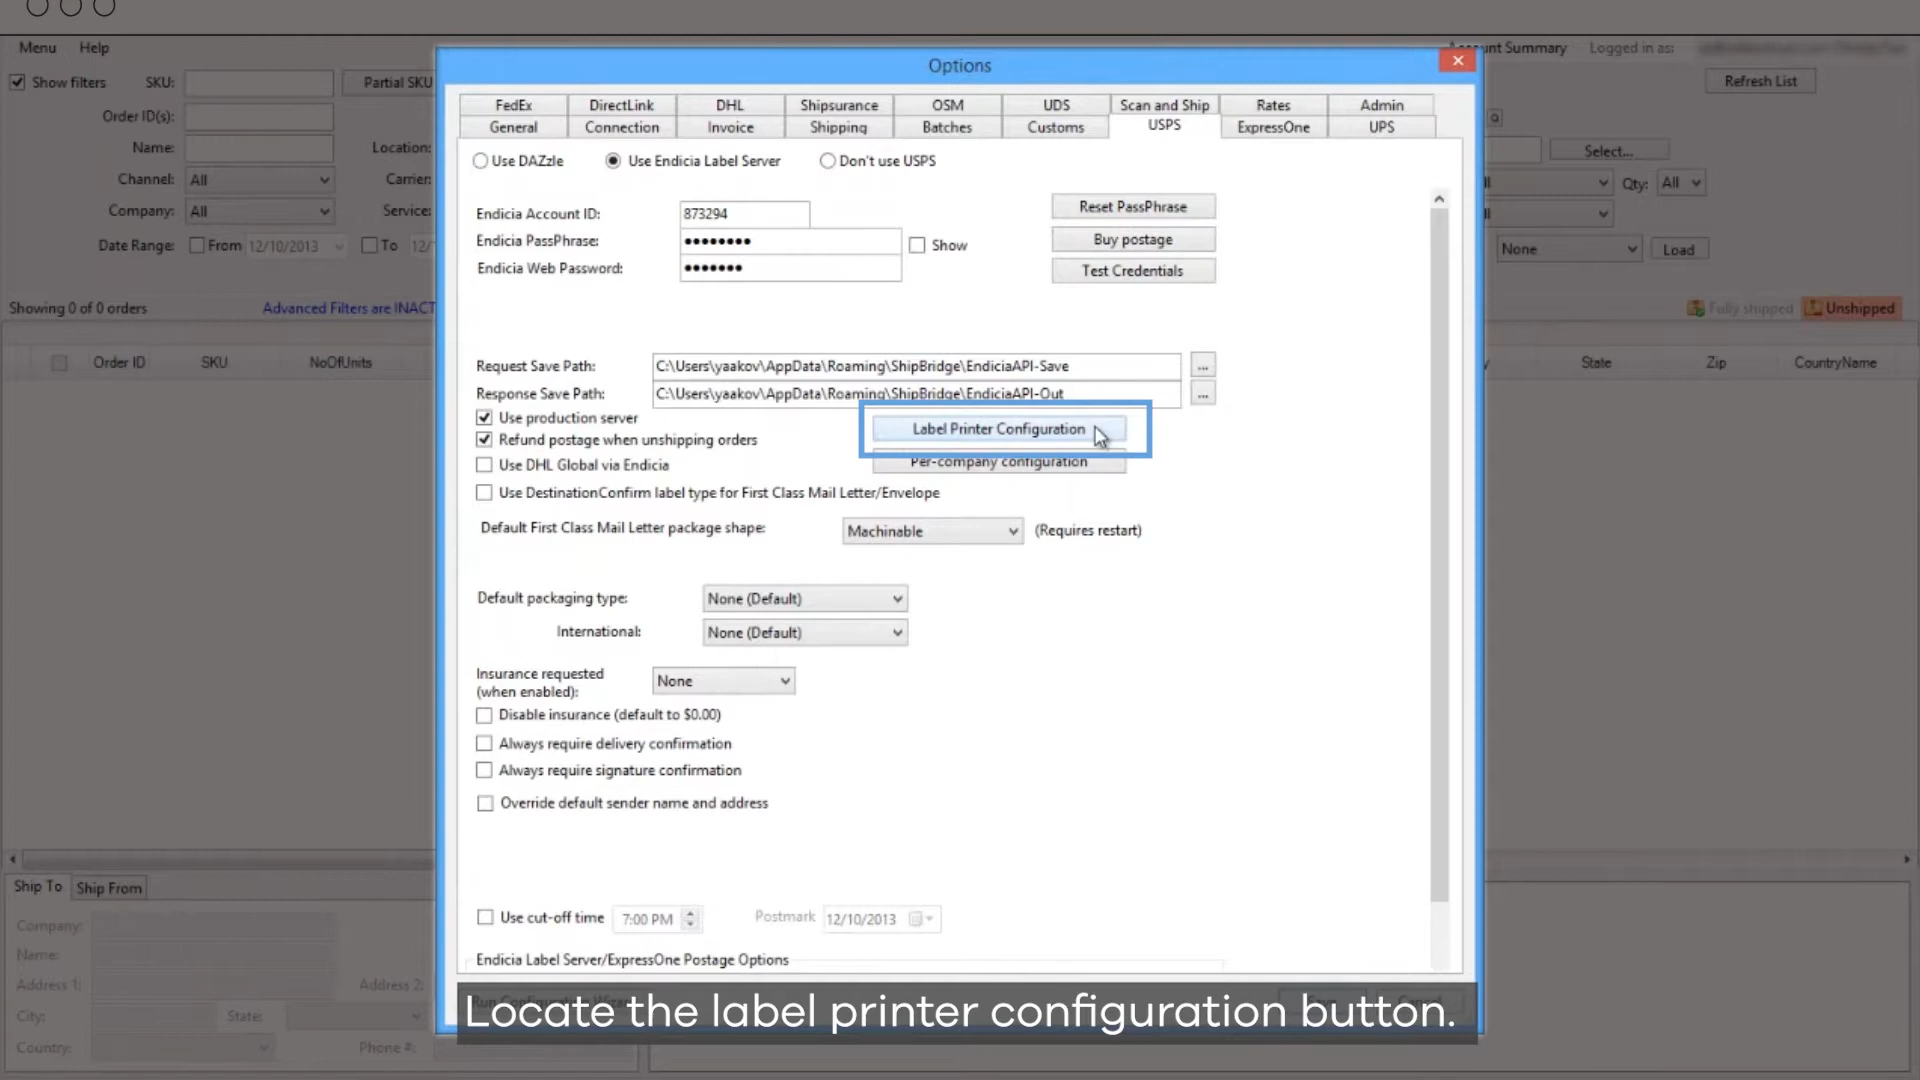 Menu Help
Account Summary Logged in as:
Options
Show filters SKU: Partial SKU
Refresh List
FedEx DirectLink DHL Shipsurance OSM UDS Scan and Ship Rates Admin
General Connection Invoice Shipping Batches Customs USPS ExpressOne UPS
Order ID(s):
Name: Location:
Select...
Use DAZzle Use Endicia Label Server Don't use USPS
Channel: All Carrier:
Qty: All
Company: All Service:
Endicia Account ID: 873294
Reset PassPhrase
Endicia PassPhrase: ●●●●●●●● Show
Buy postage
Date Range: From 12/10/2013 To 12/
None Load
Endicia Web Password: ●●●●●●●
Test Credentials
Showing 0 of 0 orders Advanced Filters are INACT
Fully shipped Unshipped
Order ID SKU NoOfUnits
State Zip CountryName
Request Save Path: C:\Users\yaakov\AppData\Roaming\ShipBridge\EndiciaAPI-Save ...
Response Save Path: C:\Users\yaakov\AppData\Roaming\ShipBridge\EndiciaAPI-Out ...
Use production server
Label Printer Configuration
Refund postage when unshipping orders
Per-company configuration
Use DHL Global via Endicia
Use DestinationConfirm label type for First Class Mail Letter/Envelope
Default First Class Mail Letter package shape: Machinable (Requires restart)
Default packaging type: None (Default)
International: None (Default)
Insurance requested
(when enabled): None
Disable insurance (default to $0.00)
Always require delivery confirmation
Always require signature confirmation
Override default sender name and address
Ship To Ship From
Use cut-off time 7:00 PM Postmark 12/10/2013
Company:
Name:
Endicia Label Server/ExpressOne Postage Options
Address 1: Address 2:
City: State:
Country: Phone #:
Locate the label printer configuration button.